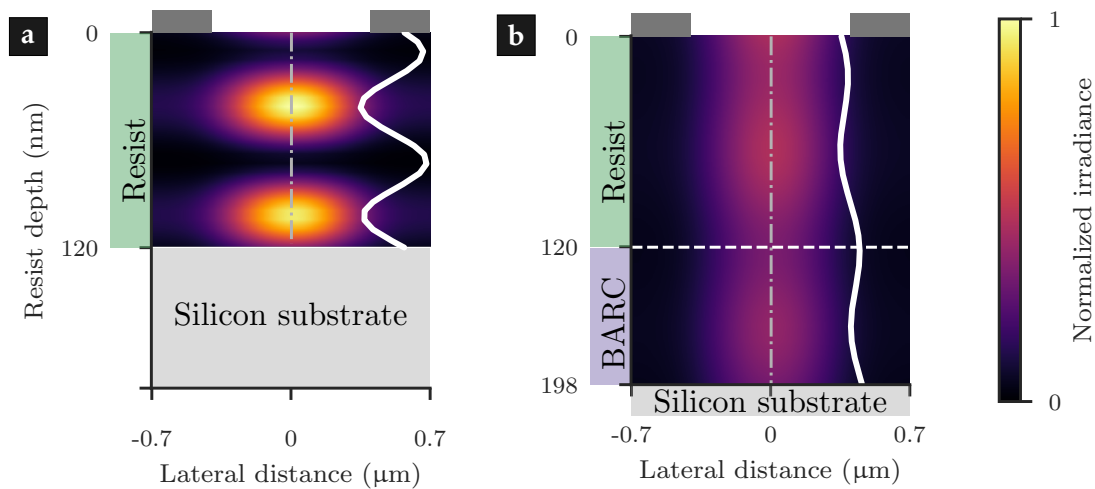 a
0
120
Resist depth (nm)
Resist
Silicon substrate
-0.7
0
0.7
Lateral distance (μm)
b
0
120
198
Resist
BARC
Silicon substrate
-0.7
0
0.7
Lateral distance (μm)
1
0
Normalized irradiance